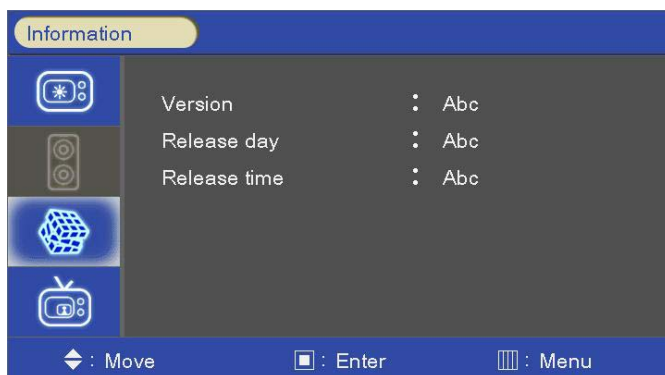 Information
Version : Abc
Release day : Abc
Release time : Abc
: Move : Enter : Menu